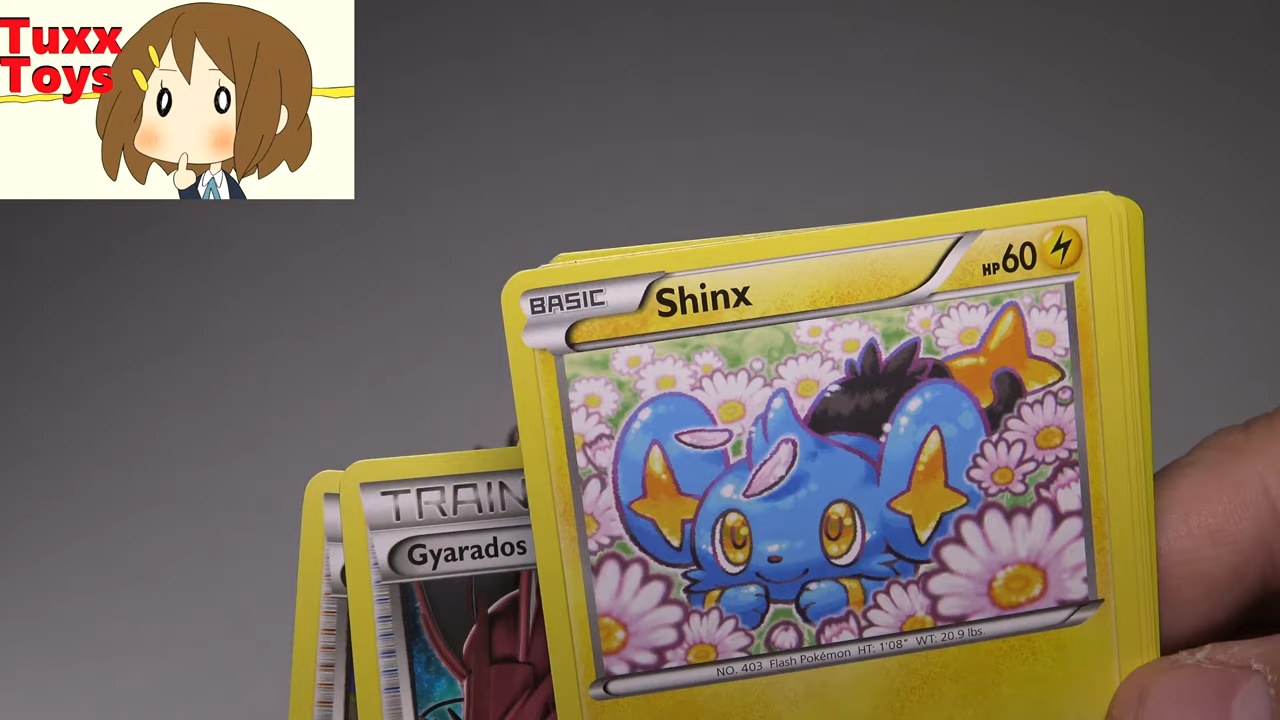 Tuxx
Toys
BASIC Shinx HP60
NO. 403 Flash Pokémon HT: 1'08" WT: 20.9 lbs.
TRAIN
Gyarados